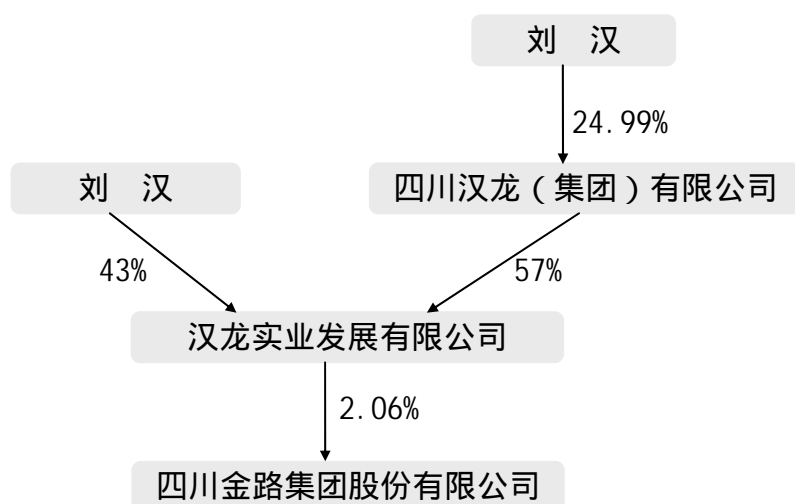 刘　汉
24.99%
刘　汉
四川汉龙（集团）有限公司
43%
57%
汉龙实业发展有限公司
2.06%
四川金路集团股份有限公司